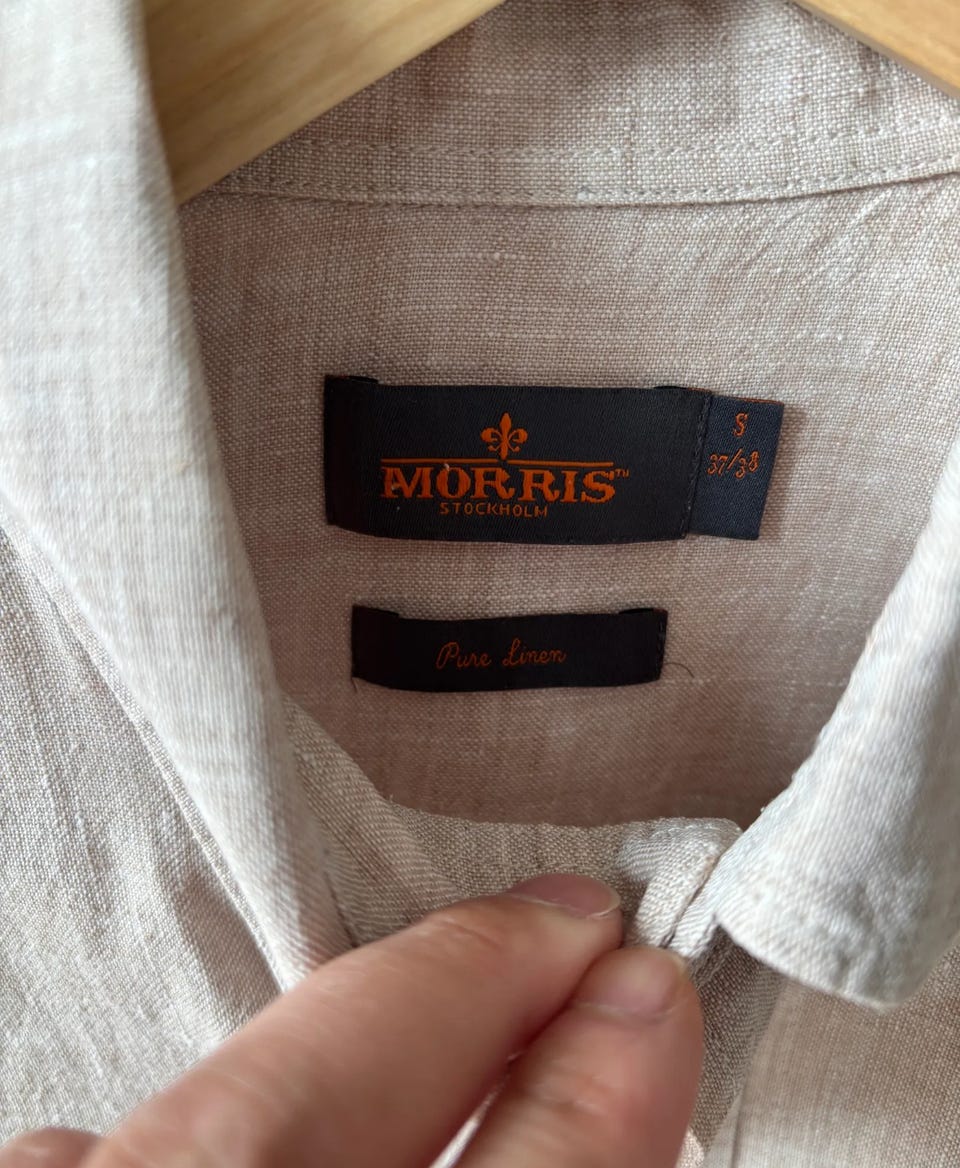 MORRIS™
STOCKHOLM
S
37/38
Pure Linen